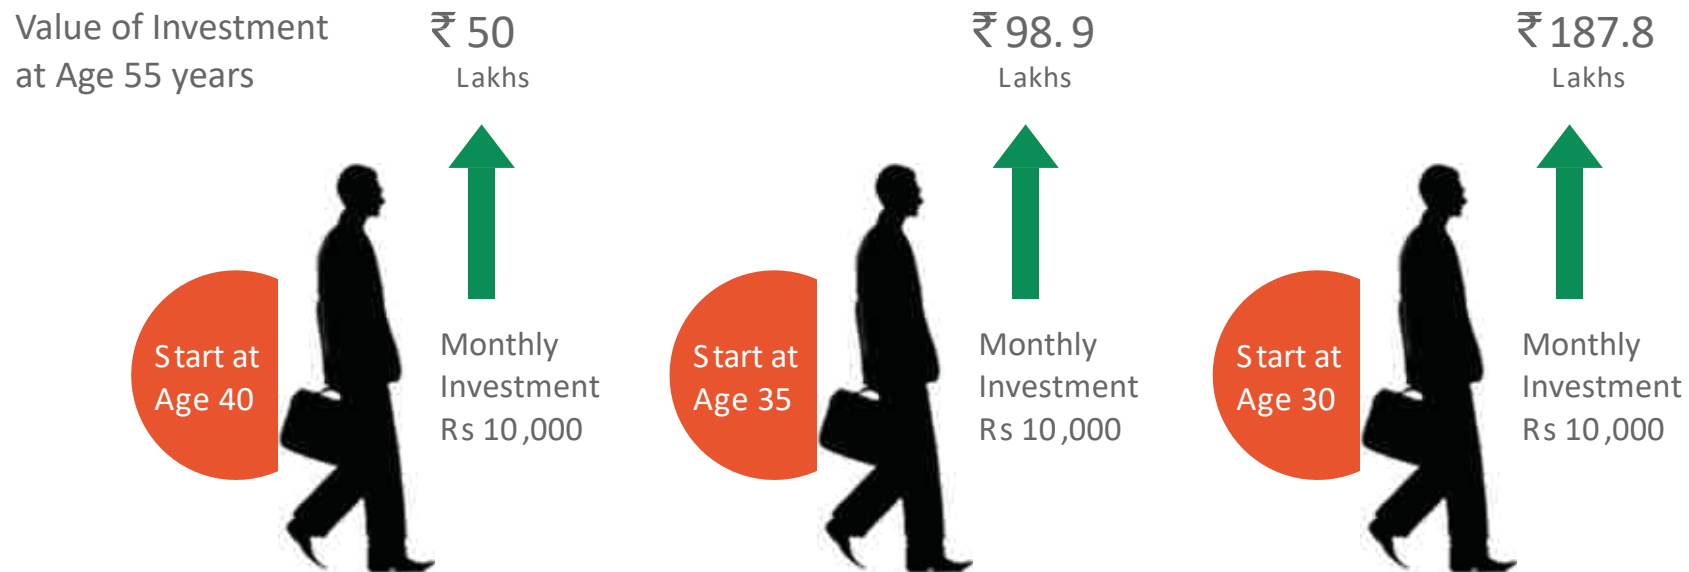 Value of Investment
at Age 55 years
₹ 50
Lakhs
₹ 98.9
Lakhs
₹ 187.8
Lakhs
Start at
Age 40
Monthly
Investment
Rs 10,000
Start at
Age 35
Monthly
Investment
Rs 10,000
Start at
Age 30
Monthly
Investment
Rs 10,000